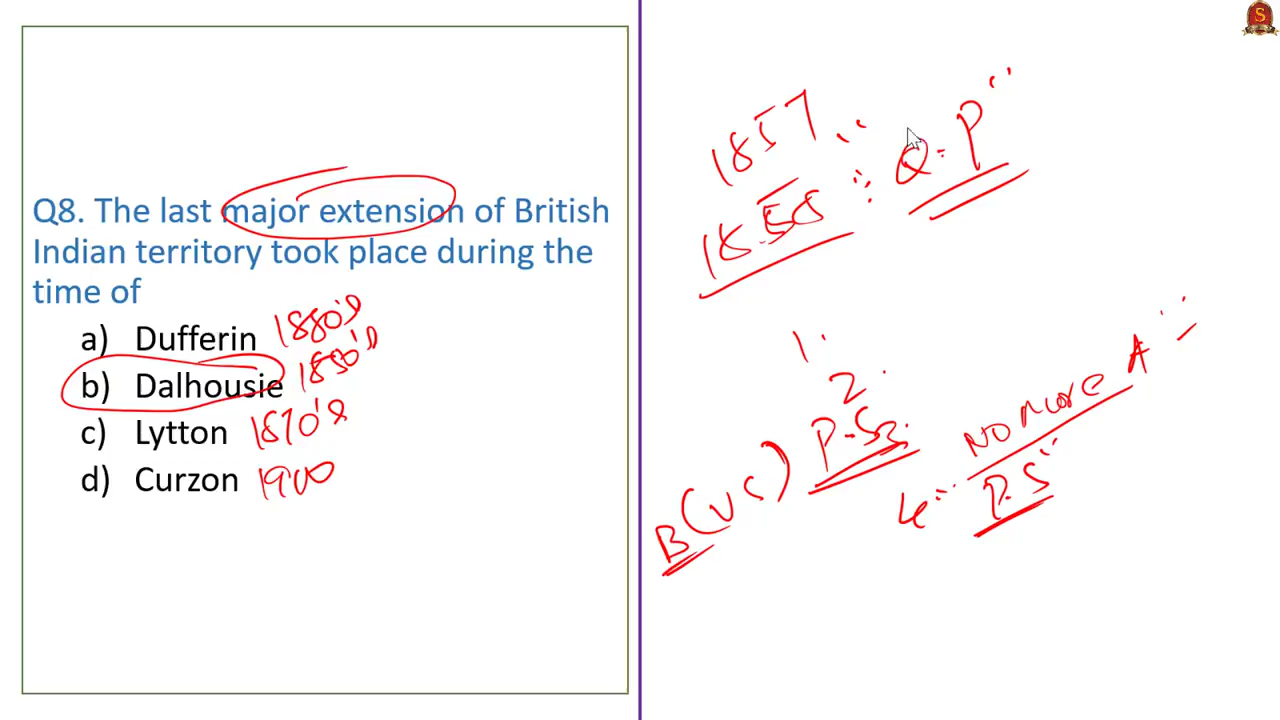 Q8. The last major extension of British
Indian territory took place during the
time of
a) Dufferin 1880's
b) Dalhousie 1850's
c) Lytton 1870's
d) Curzon 1900
1857
1858 Q.P
1.
2.
B(VC) P.S
NO More A
P.S
S